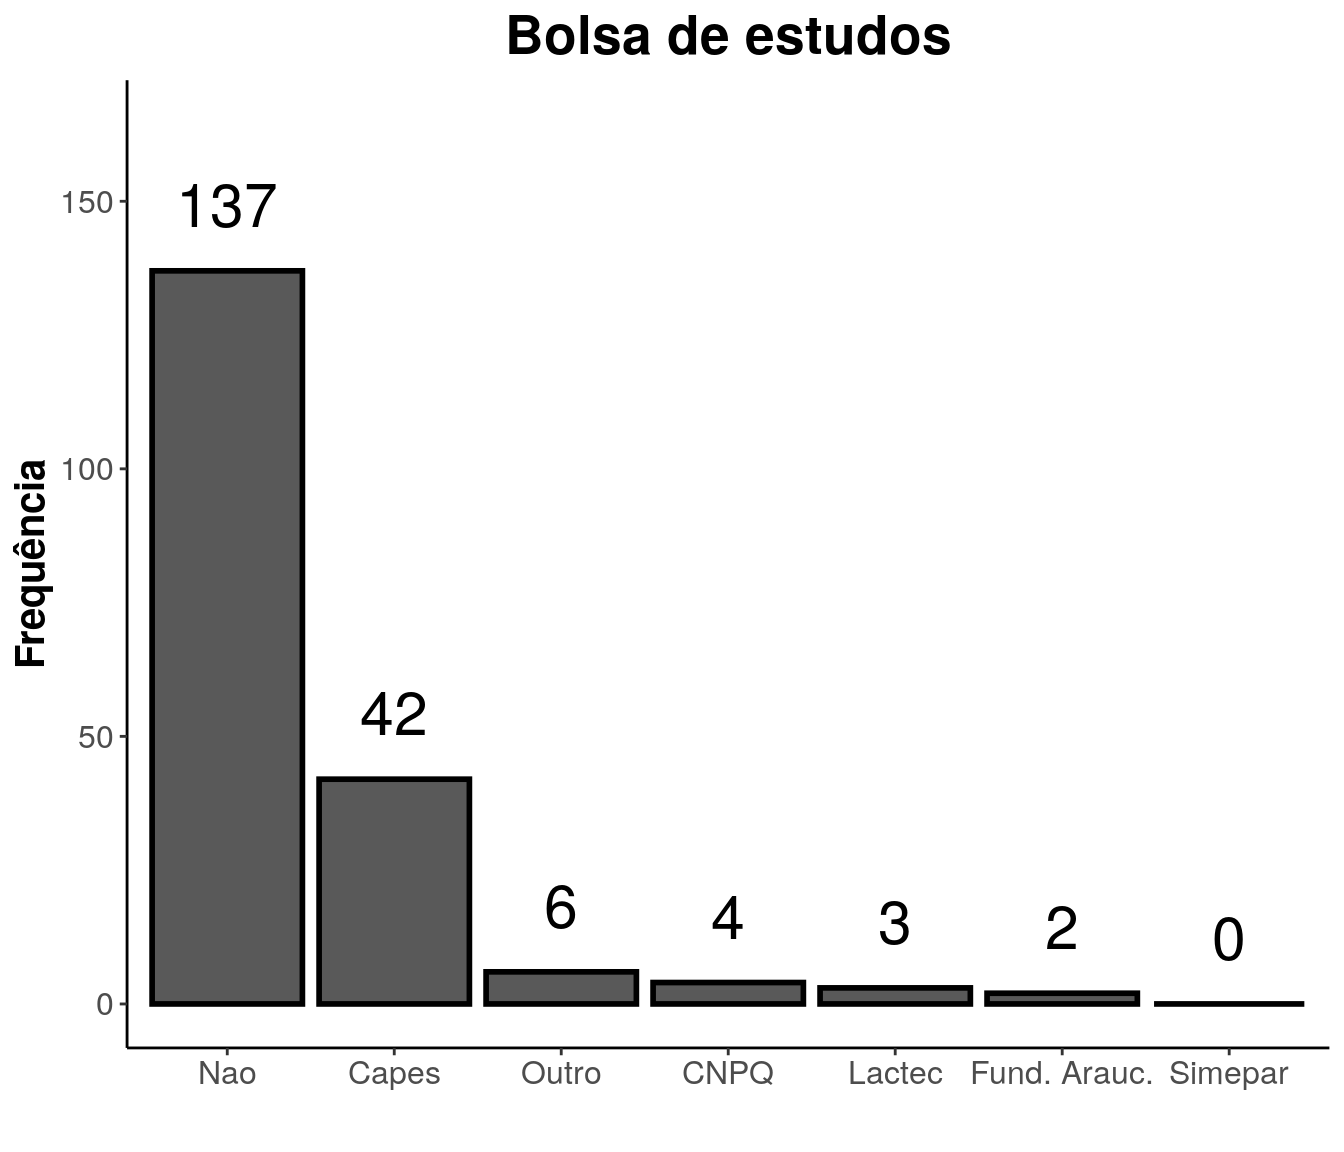 Bolsa de estudos
Frequência
150
100
50
0
137
42
6
4
3
2
0
Nao
Capes
Outro
CNPQ
Lactec
Fund. Arauc.
Simepar